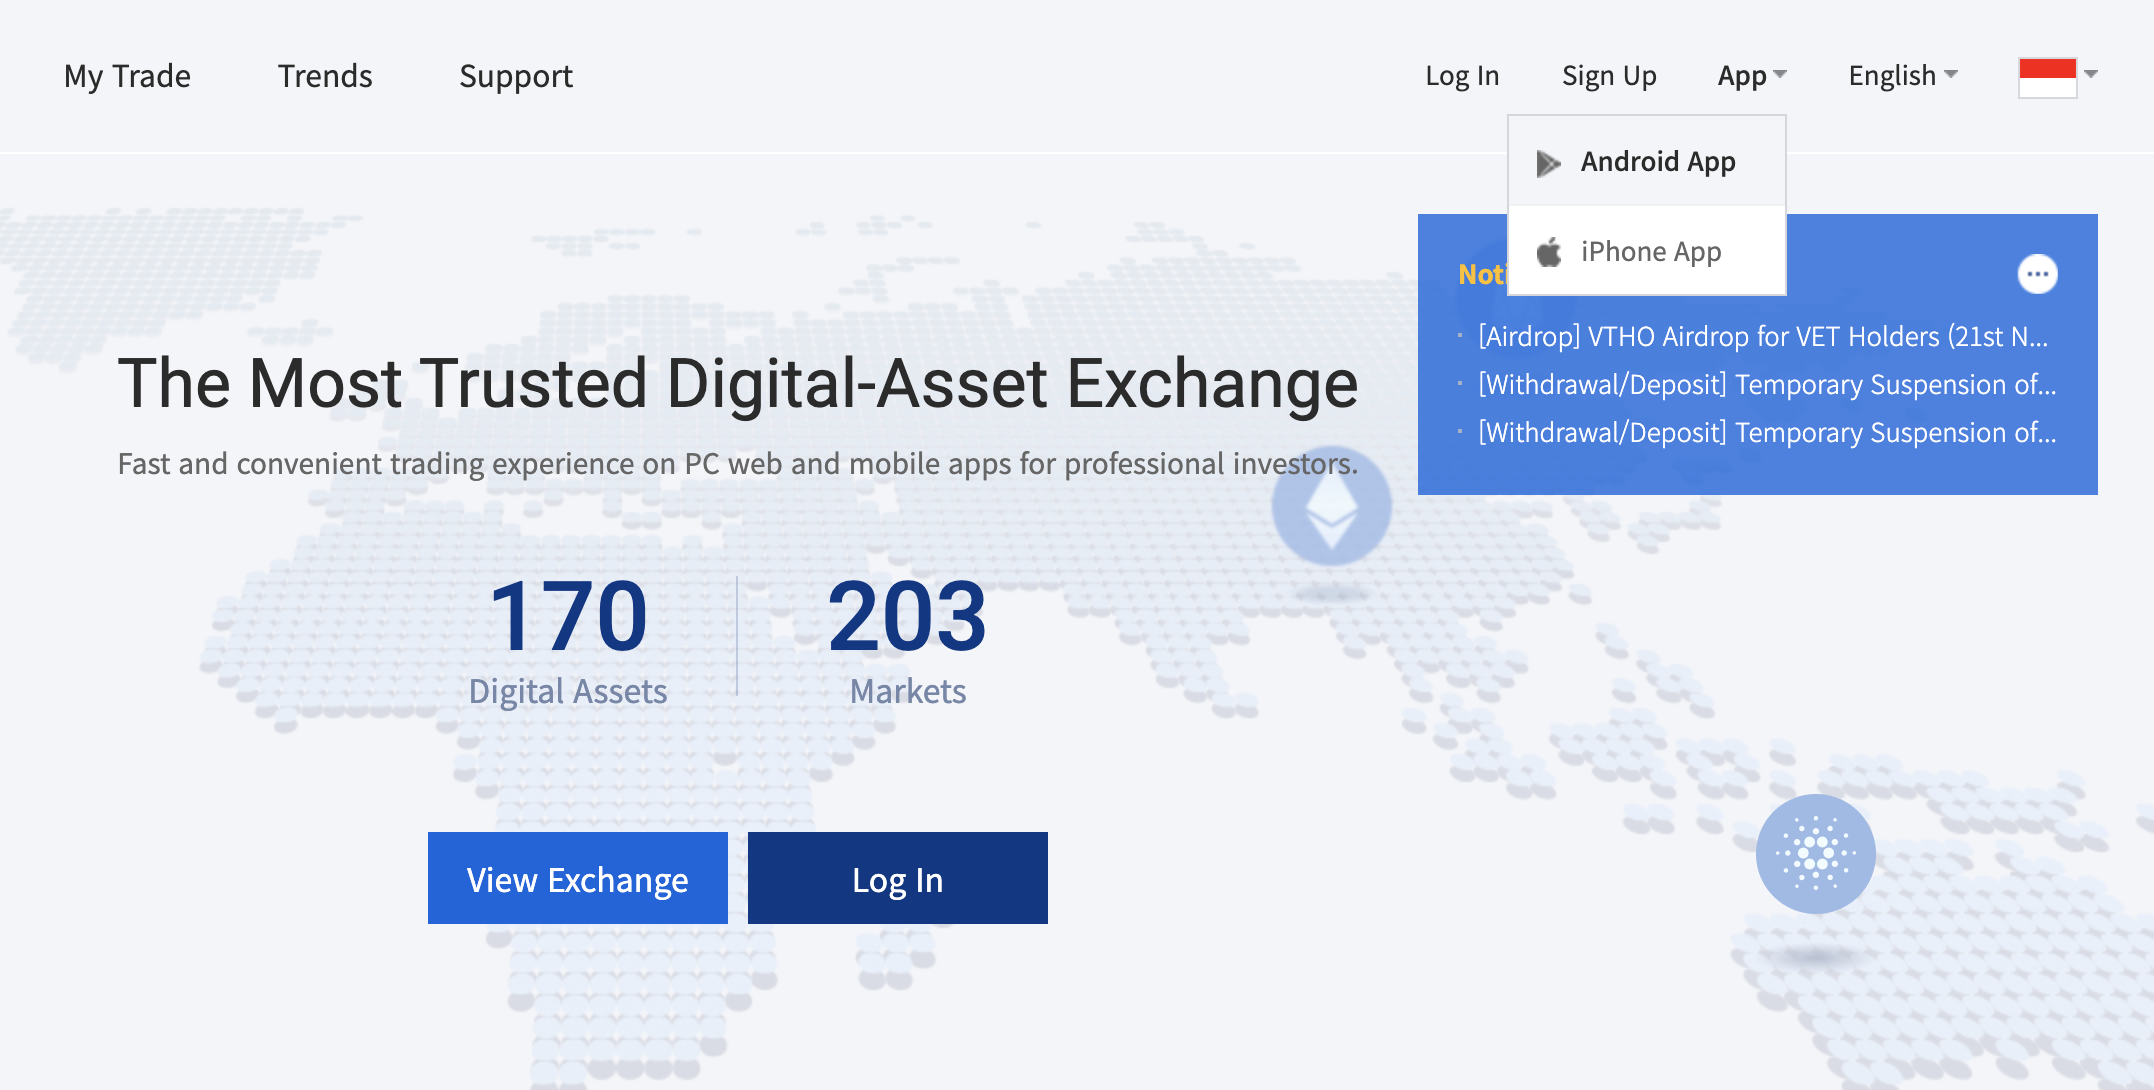 My Trade
Trends
Support
Log In
Sign Up
App
English
Android App
iPhone App
[Airdrop] VTHO Airdrop for VET Holders (21st N...
[Withdrawal/Deposit] Temporary Suspension of...
[Withdrawal/Deposit] Temporary Suspension of...
The Most Trusted Digital-Asset Exchange
Fast and convenient trading experience on PC web and mobile apps for professional investors.
170
Digital Assets
203
Markets
View Exchange
Log In